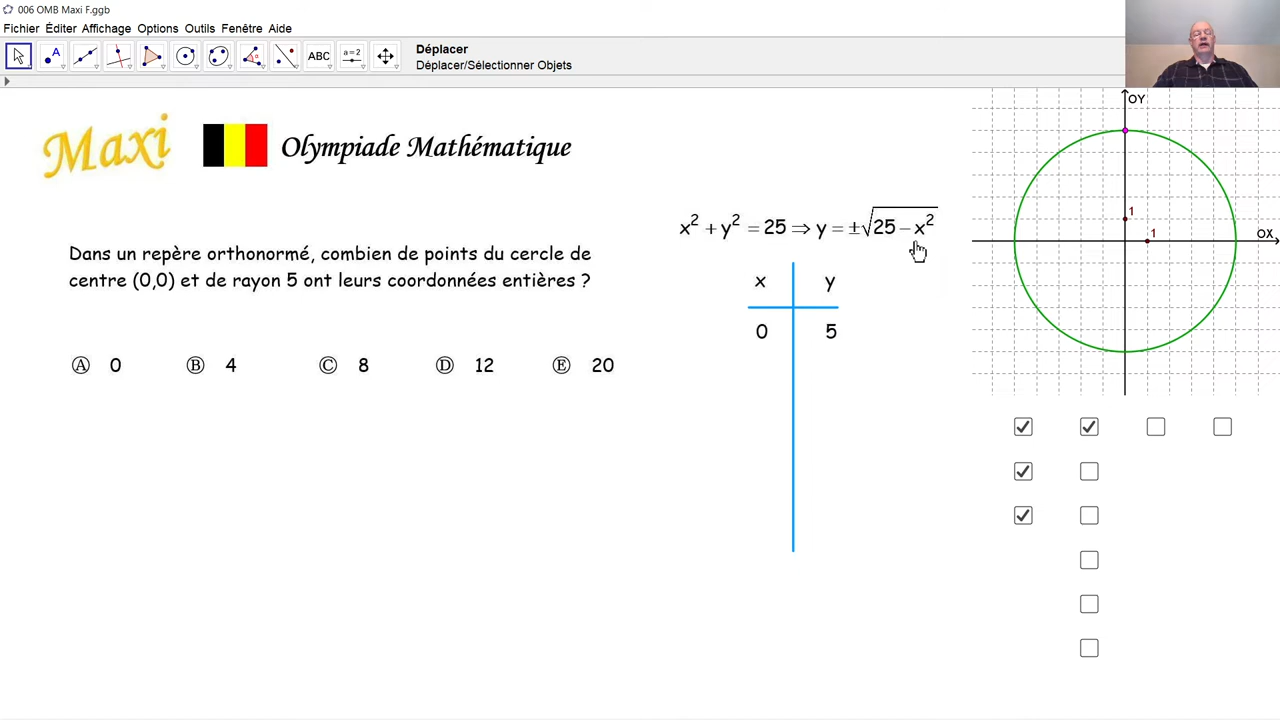 006 OMB Maxi F.ggb
Fichier Éditer Affichage Options Outils Fenêtre Aide
A ABC a=2 Déplacer
Déplacer/Sélectionner Objets
Maxi Olympiade Mathématique
Dans un repère orthonormé, combien de points du cercle de
centre (0,0) et de rayon 5 ont leurs coordonnées entières ?
Ⓐ 0 Ⓑ 4 Ⓒ 8 Ⓓ 12 Ⓔ 20
x² + y² = 25 ⇒ y = ±√25 – x²
x y
0 5
OY
1
1
OX